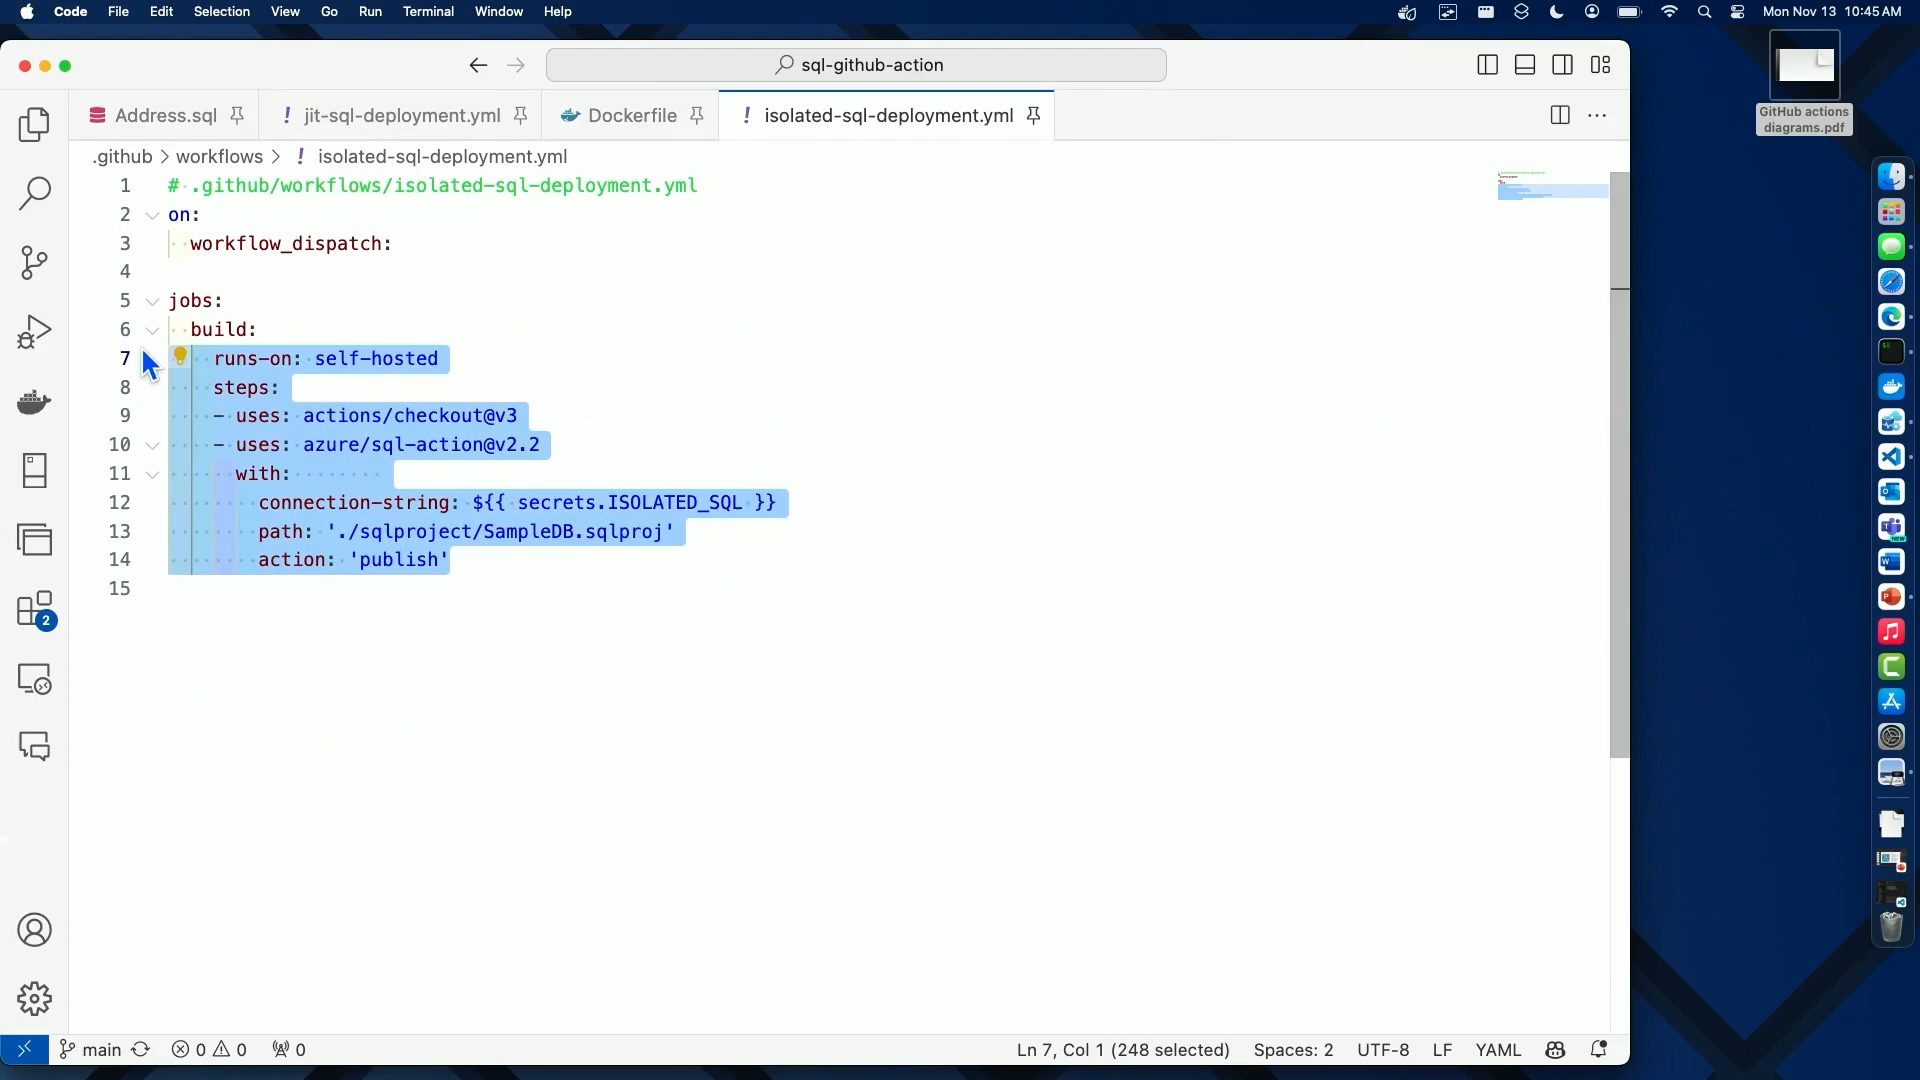 Code File Edit Selection View Go Run Terminal Window Help
Mon Nov 13 10:45 AM
sql-github-action
GitHub actions
diagrams.pdf
Address.sql
! jit-sql-deployment.yml
Dockerfile
! isolated-sql-deployment.yml
.github > workflows > ! isolated-sql-deployment.yml
1 # .github/workflows/isolated-sql-deployment.yml
2 on:
3 workflow_dispatch:
4
5 jobs:
6 build:
7 runs-on: self-hosted
8 steps:
9 - uses: actions/checkout@v3
10 - uses: azure/sql-action@v2.2
11 with:
12 connection-string: ${{ secrets.ISOLATED_SQL }}
13 path: './sqlproject/SampleDB.sqlproj'
14 action: 'publish'
15
2
NEW
main 0 0 0
Ln 7, Col 1 (248 selected) Spaces: 2 UTF-8 LF YAML